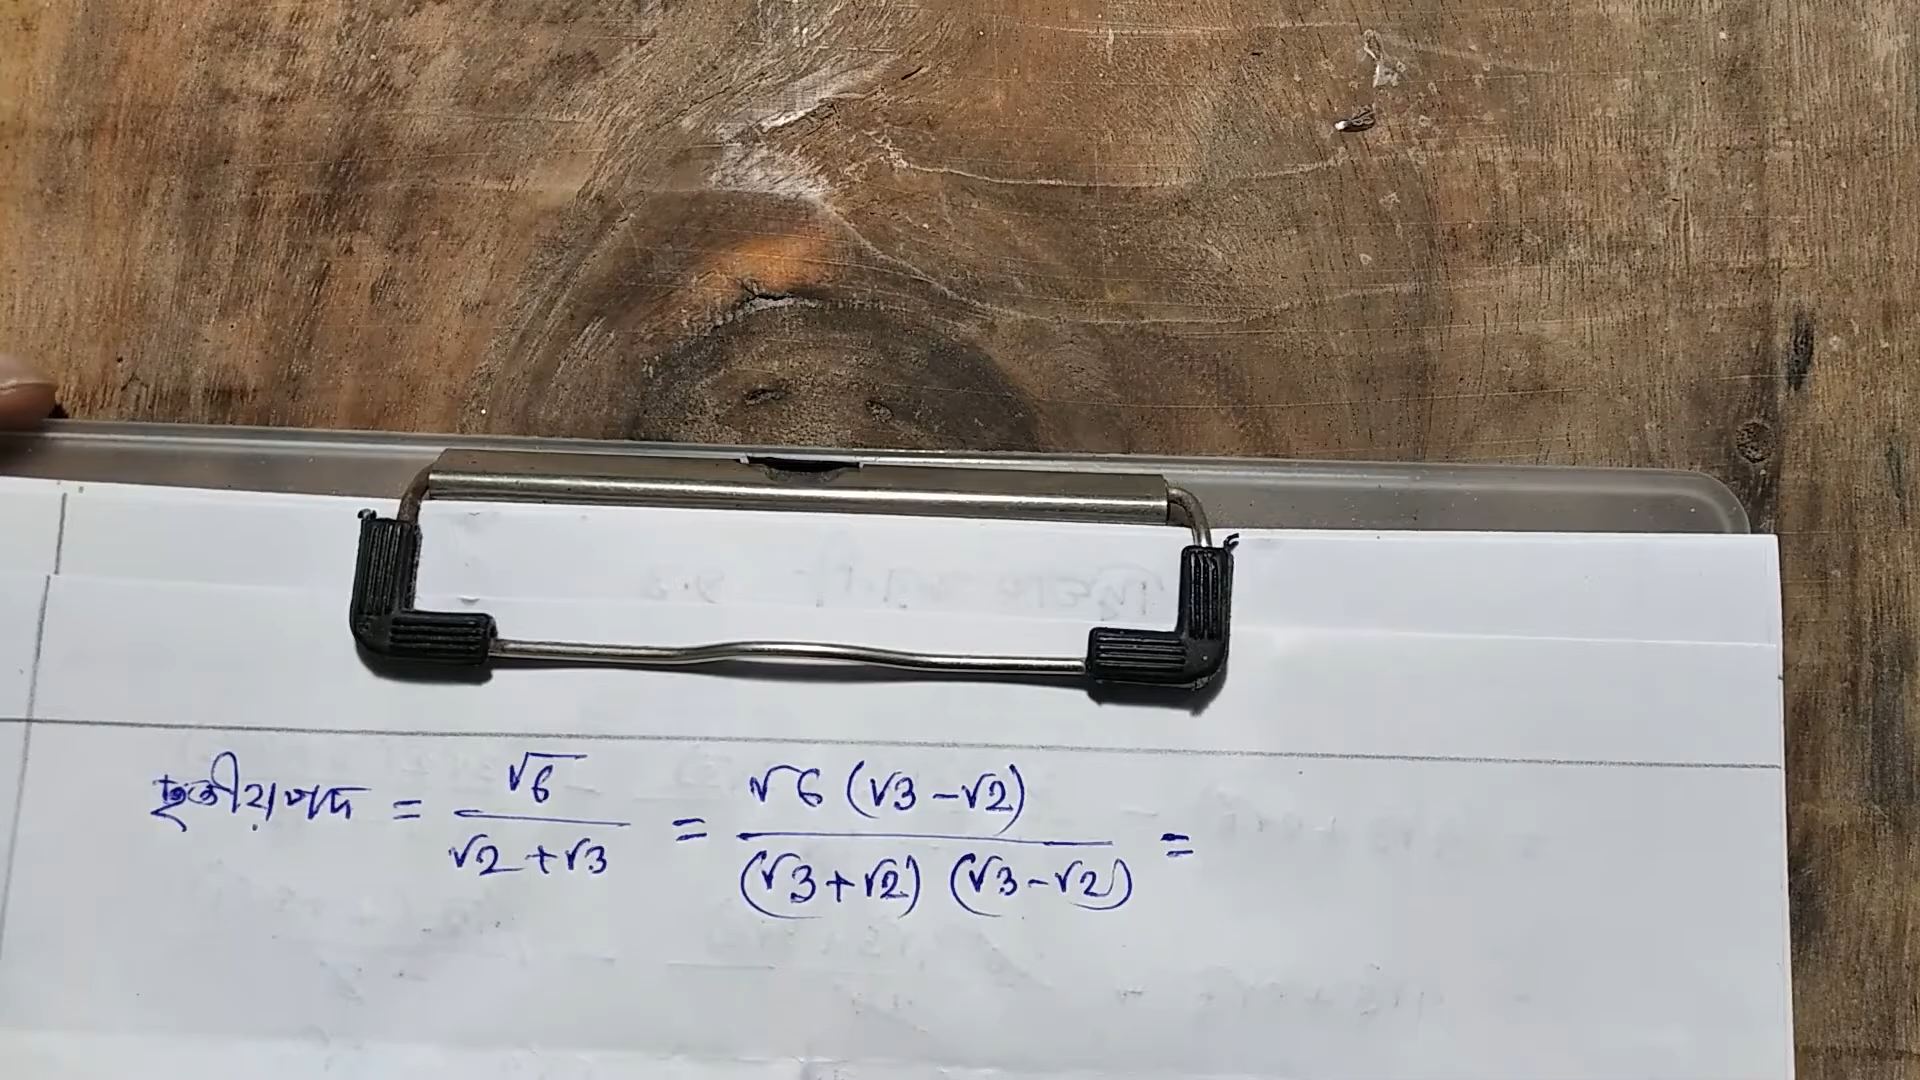 তৃতীয় পদ = √6 / (√2 + √3) = √6 (√3 - √2) / (√3 + √2) (√3 - √2) =